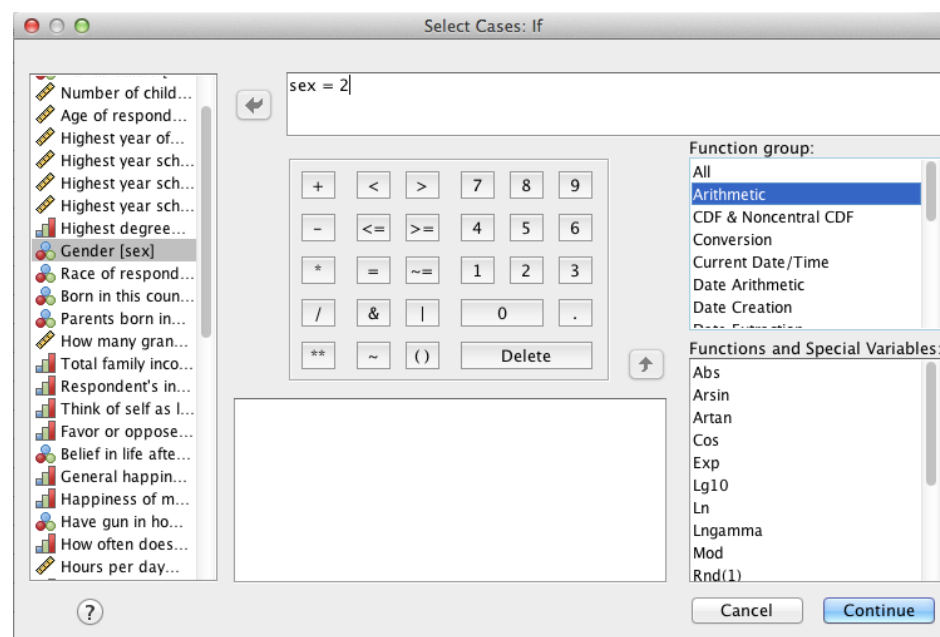 Select Cases: If
Number of child...
Age of respond...
Highest year of...
Highest year sch...
Highest year sch...
Highest year sch...
Highest degree...
Gender [sex]
Race of respond...
Born in this coun...
Parents born in...
How many gran...
Total family inco...
Respondent's in...
Think of self as l...
Favor or oppose...
Belief in life afte...
General happin...
Happiness of m...
Have gun in ho...
How often does...
Hours per day...
sex = 2
+ < > 7 8 9
- <= >= 4 5 6
* = ~= 1 2 3
/ & | 0 .
** ~ () Delete
Function group:
All
Arithmetic
CDF & Noncentral CDF
Conversion
Current Date/Time
Date Arithmetic
Date Creation
Date Extraction
Functions and Special Variables:
Abs
Arsin
Artan
Cos
Exp
Lg10
Ln
Lngamma
Mod
Rnd(1)
?
Cancel
Continue